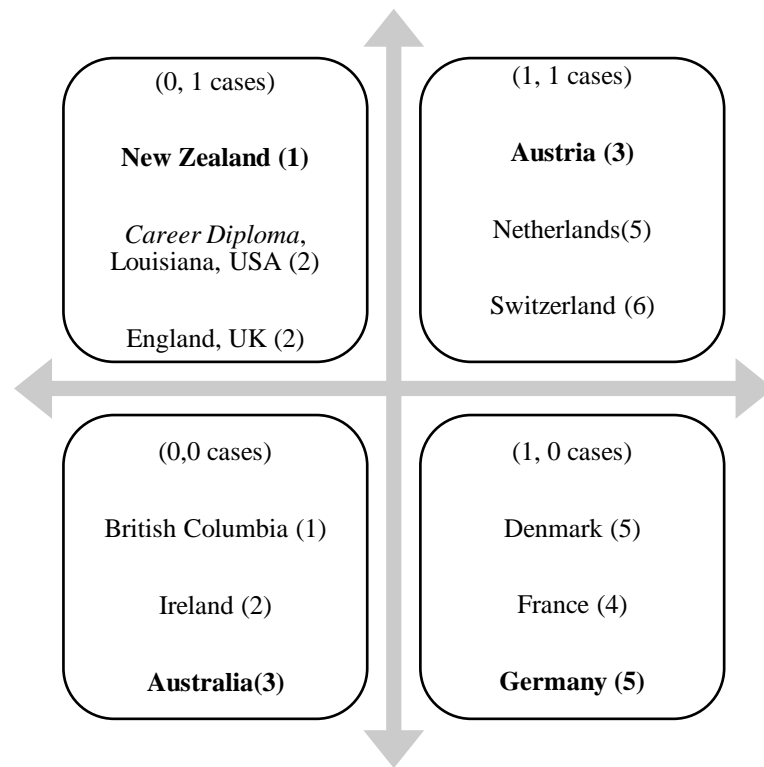 (0, 1 cases)
New Zealand (1)
Career Diploma,
Louisiana, USA (2)
England, UK (2)
(1, 1 cases)
Austria (3)
Netherlands(5)
Switzerland (6)
(0,0 cases)
British Columbia (1)
Ireland (2)
Australia(3)
(1, 0 cases)
Denmark (5)
France (4)
Germany (5)